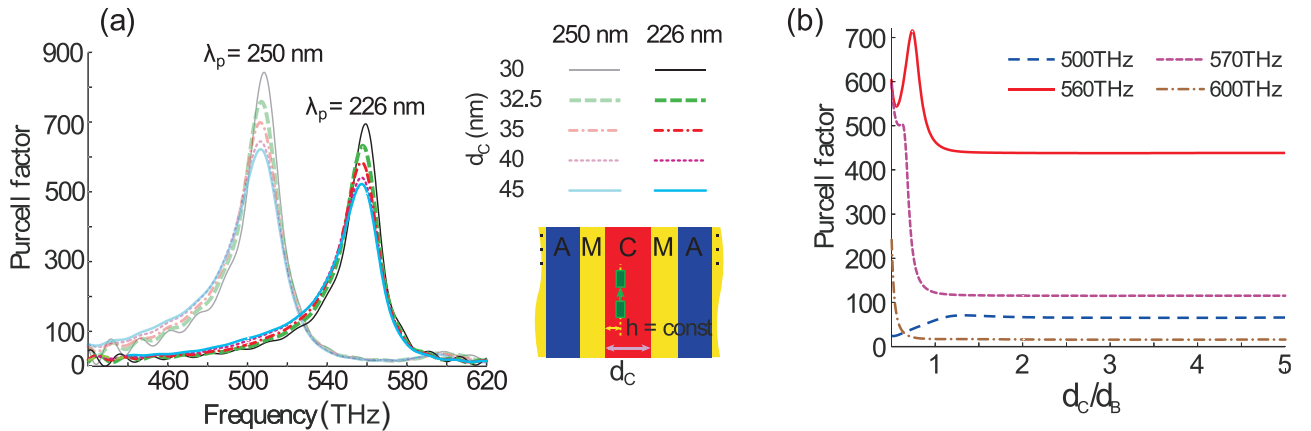 (a)
Purcell factor
900
700
500
300
100
0
460
500
540
580
620
Frequency (THz)
λp = 250 nm
λp = 226 nm
250 nm 226 nm
dC (nm)
30
32.5
35
40
45
A M C M A
h = const
dC
(b)
Purcell factor
700
600
500
400
300
200
100
0
1 2 3 4 5
dC/dB
500THz
570THz
560THz
600THz